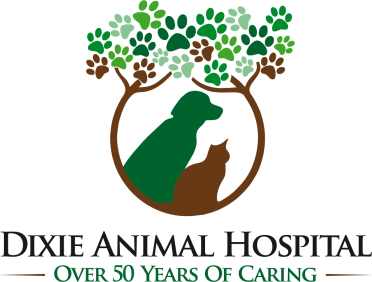 DIXIE ANIMAL HOSPITAL
OVER 50 YEARS OF CARING